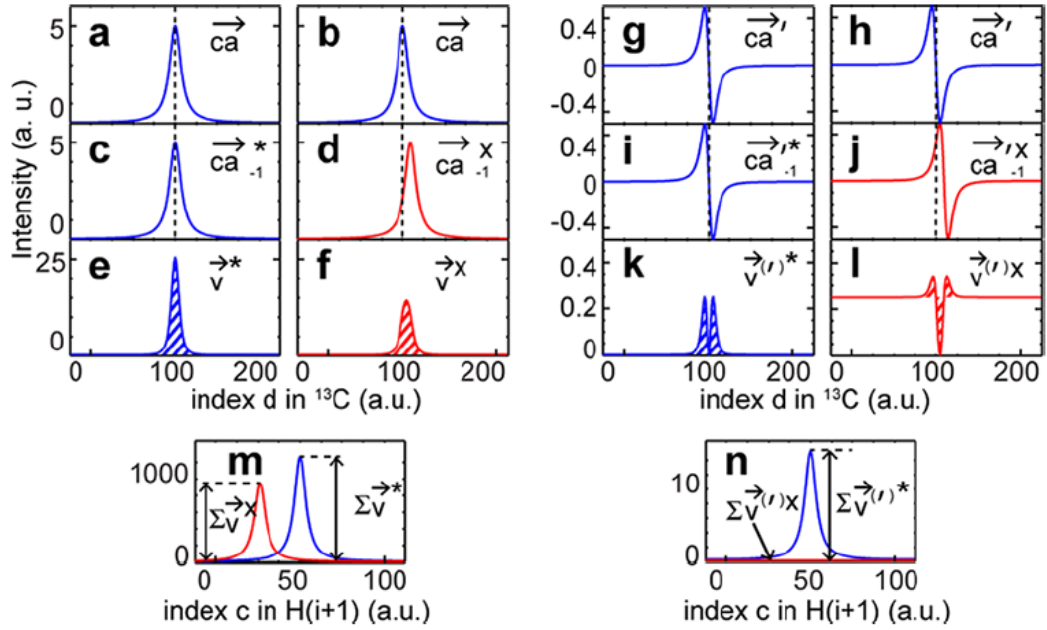 a
ca
b
ca
g
ca′
h
ca′
5
0
0.4
0
-0.4
c
ca -1 *
d
ca -1 x
i
ca′ -1 *
j
ca′ -1 x
5
0
0.4
0
-0.4
Intensity (a. u.)
e
v*
f
vx
k
v(′)*
l
v(′)x
25
0
0.4
0.2
0
0 100 200
0 100 200
0 100 200
0 100 200
index d in 13C (a.u.)
index d in 13C (a.u.)
m
n
1000
0
Σvx
Σv*
10
0
Σv(′)x
Σv(′)*
0 50 100
0 50 100
index c in H(i+1) (a.u.)
index c in H(i+1) (a.u.)